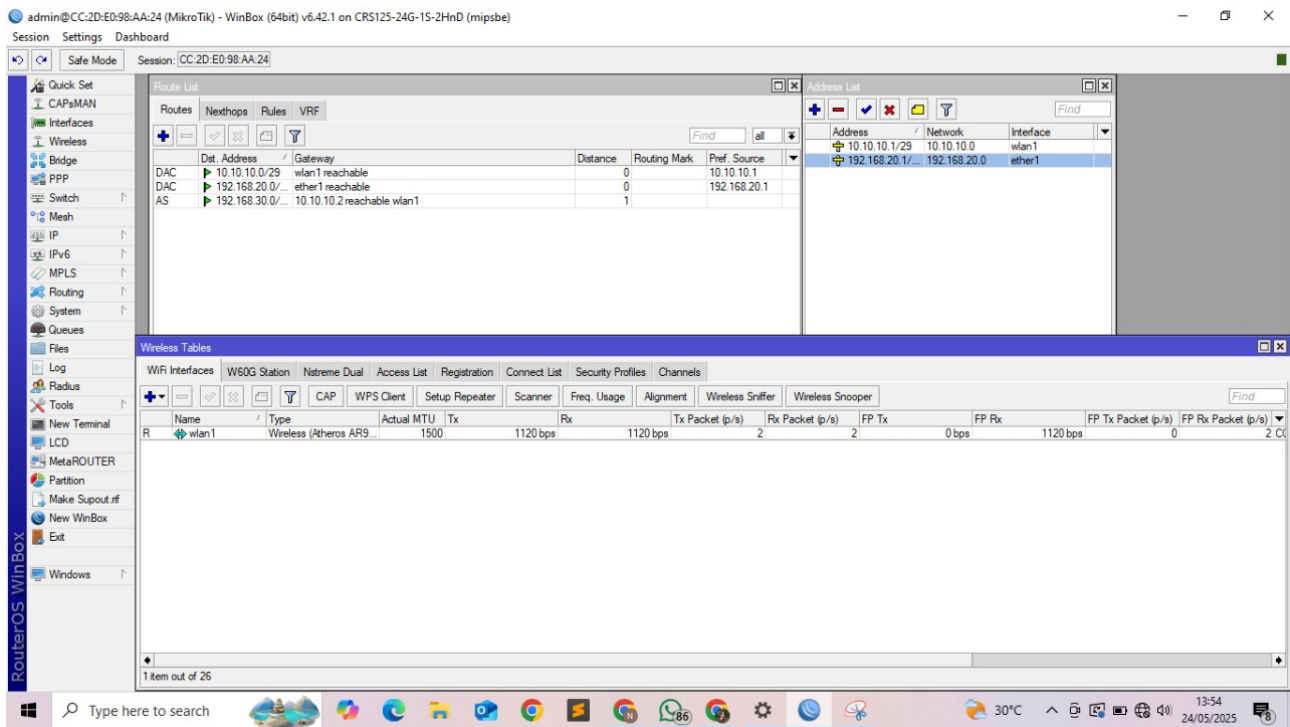 admin@CC:2D:E0:98:AA:24 (MikroTik) - WinBox (64bit) v6.42.1 on CRS125-24G-1S-2HnD (mipsbe)
Session Settings Dashboard
Safe Mode Session: CC:2D:E0:98:AA:24
Quick Set
CAPsMAN
Interfaces
Wireless
Bridge
PPP
Switch
Mesh
IP
IPv6
MPLS
Routing
System
Queues
Files
Log
Radius
Tools
New Terminal
LCD
MetaROUTER
Partition
Make Supout.rif
New WinBox
Exit
Windows
RouterOS WinBox
Route List
Routes Nexthops Rules VRF
Find all
Dst. Address Gateway Distance Routing Mark Pref. Source
DAC 10.10.10.0/29 wlan1 reachable 0 10.10.10.1
DAC 192.168.20.0/... ether1 reachable 0 192.168.20.1
AS 192.168.30.0/... 10.10.10.2 reachable wlan1 1
Address List
Find
Address Network Interface
10.10.10.1/29 10.10.10.0 wlan1
192.168.20.1/... 192.168.20.0 ether1
Wireless Tables
WiFi Interfaces W60G Station Nstreme Dual Access List Registration Connect List Security Profiles Channels
CAP WPS Client Setup Repeater Scanner Freq. Usage Alignment Wireless Sniffer Wireless Snooper Find
Name Type Actual MTU Tx Rx Tx Packet (p/s) Rx Packet (p/s) FP Tx FP Rx FP Tx Packet (p/s) FP Rx Packet (p/s)
R wlan1 Wireless (Atheros AR9... 1500 1120 bps 1120 bps 2 2 0 bps 1120 bps 0 2
1 item out of 26
Type here to search
86
30°C
13:54
24/05/2025